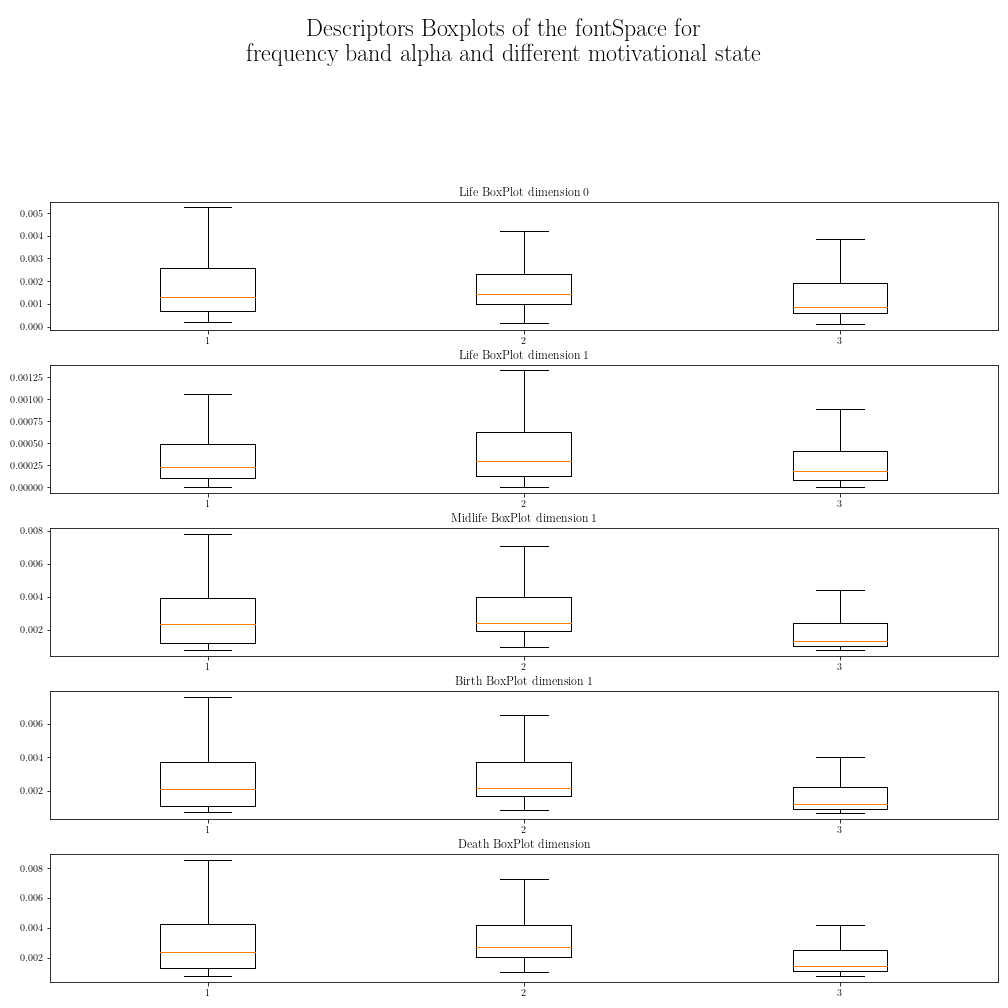 Descriptors Boxplots of the fontSpace for
frequency band alpha and different motivational state
Life BoxPlot dimension 0
0.005
0.004
0.003
0.002
0.001
0.000
1 2 3
Life BoxPlot dimension 1
0.00125
0.00100
0.00075
0.00050
0.00025
0.00000
1 2 3
Midlife BoxPlot dimension 1
0.008
0.006
0.004
0.002
1 2 3
Birth BoxPlot dimension 1
0.006
0.004
0.002
1 2 3
Death BoxPlot dimension
0.008
0.006
0.004
0.002
1 2 3